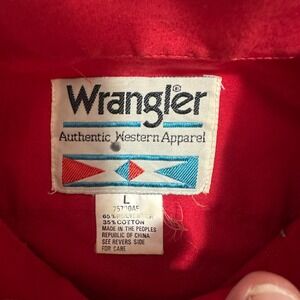 Wrangler
Authentic Western Apparel
L
65% POLYESTER
35% COTTON
MADE IN THE PEOPLES
REPUBLIC OF CHINA
SEE REVERS SIDE
FOR CARE